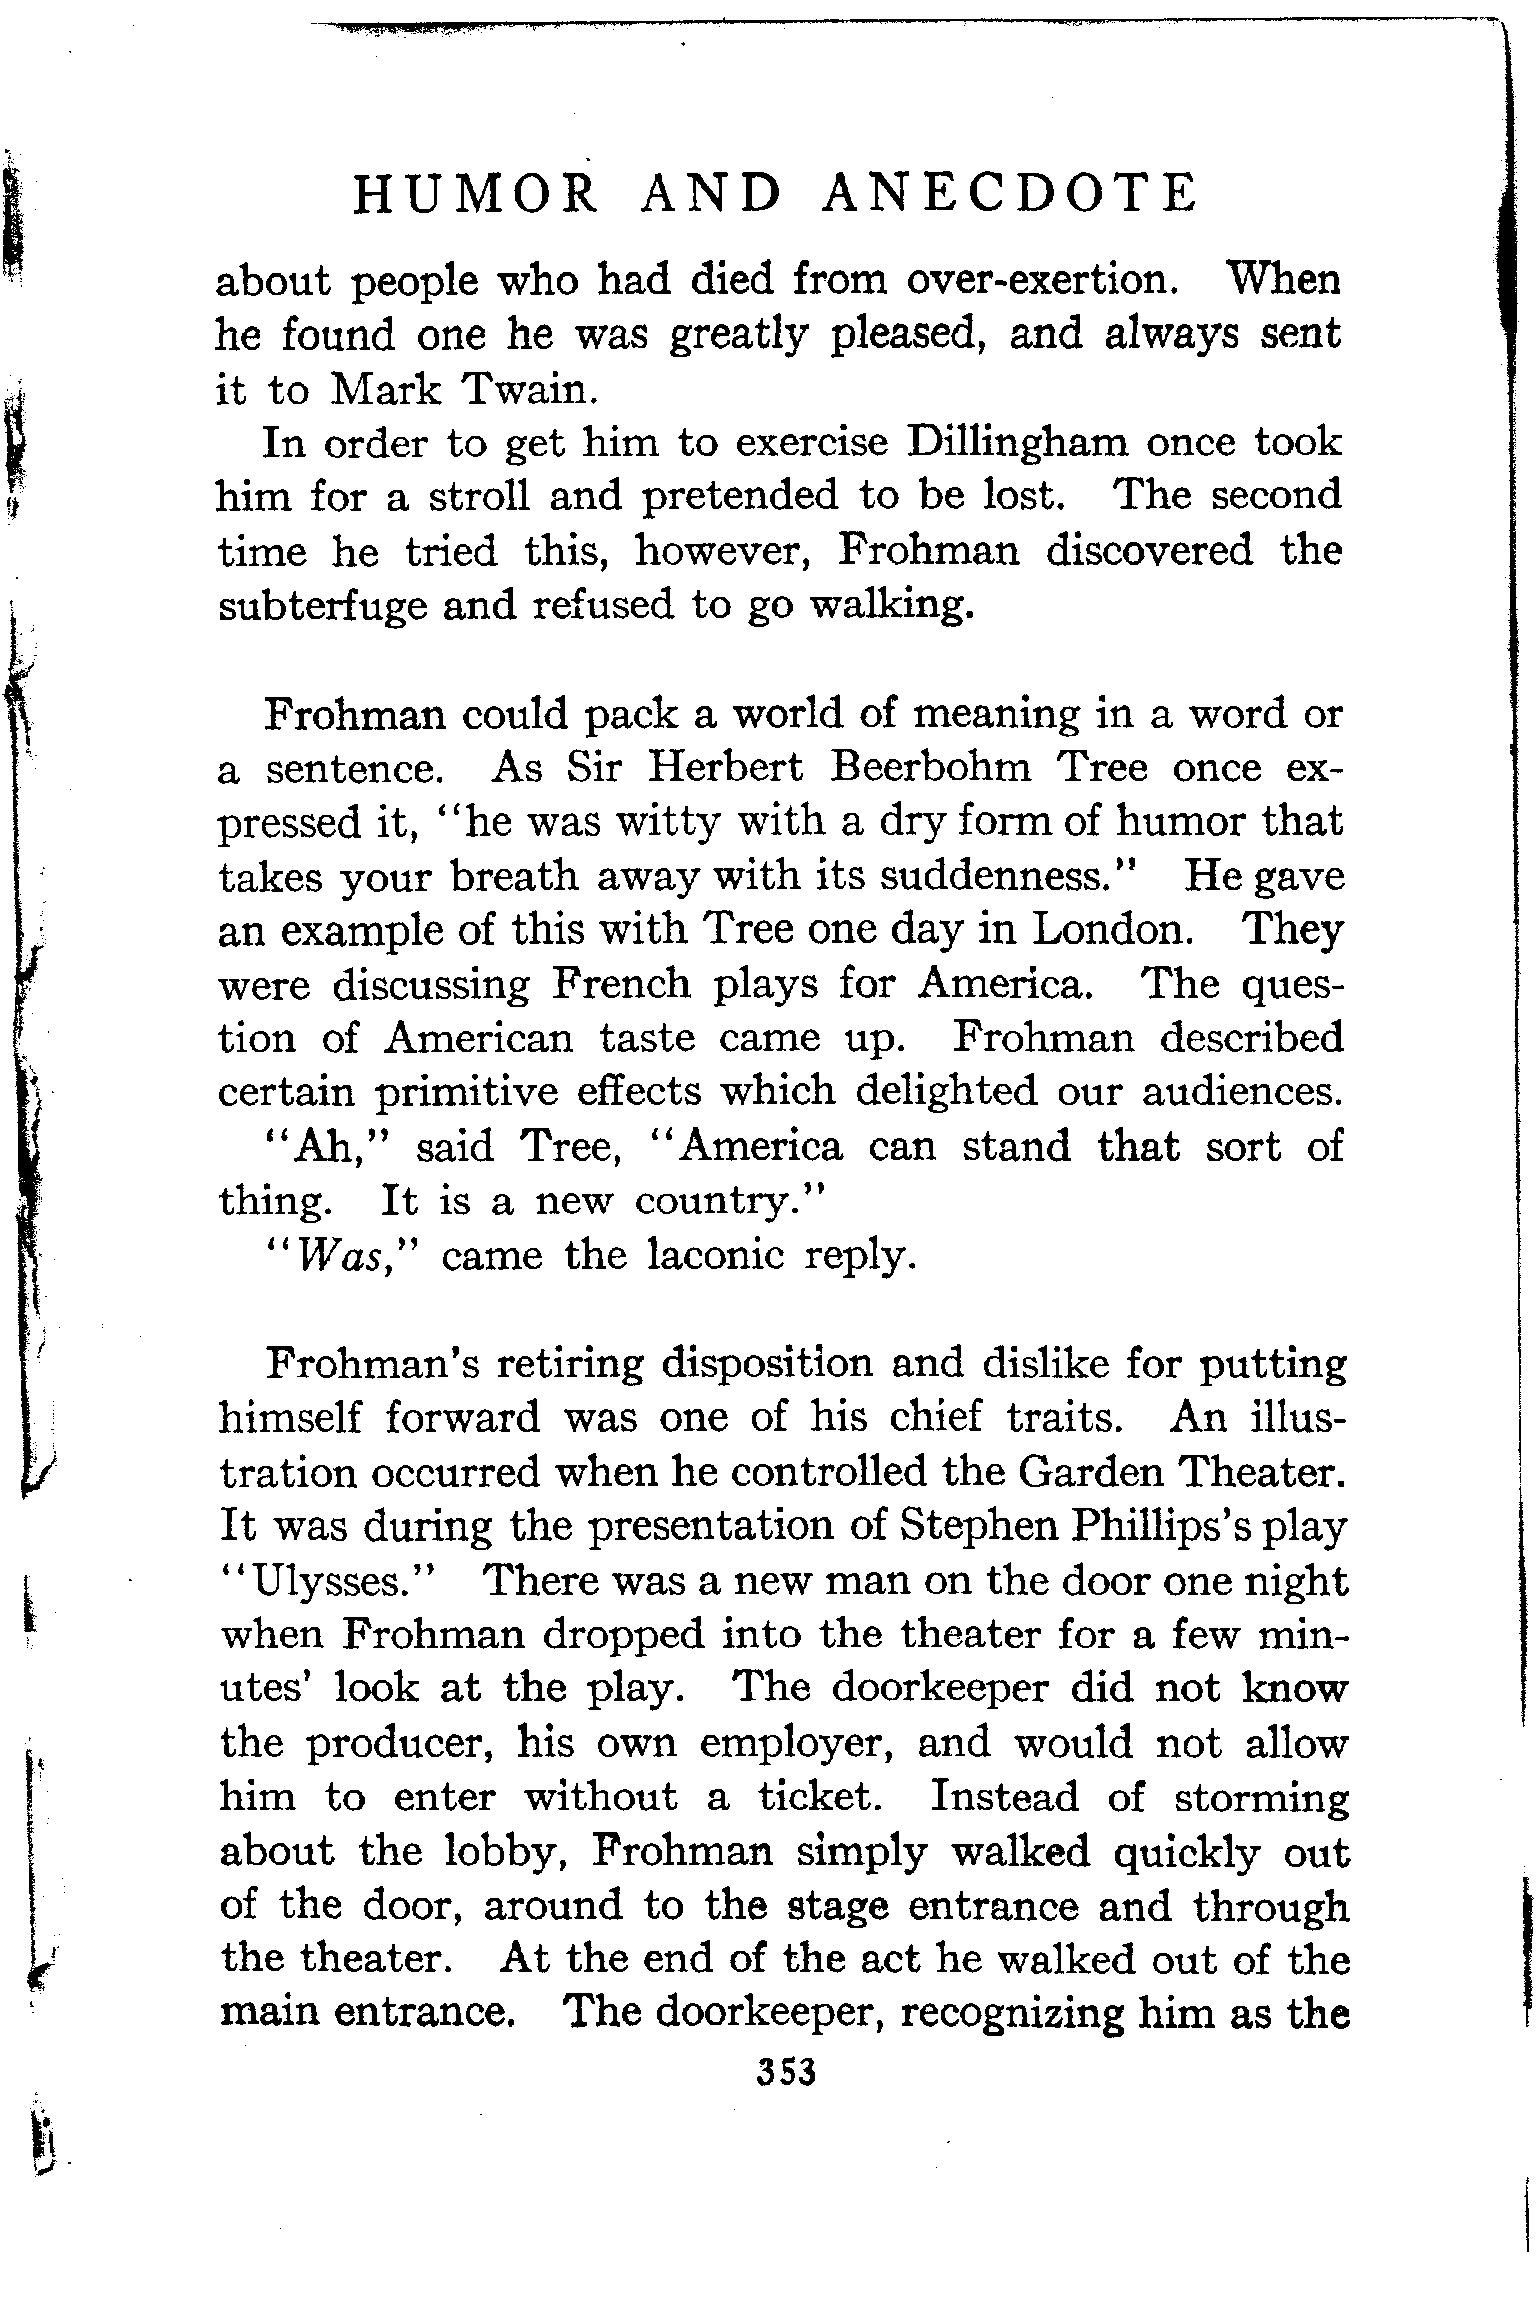 HUMOR AND ANECDOTE
about people who had died from over-exertion. When
he found one he was greatly pleased, and always sent
it to Mark Twain.
In order to get him to exercise Dillingham once took
him for a stroll and pretended to be lost. The second
time he tried this, however, Frohman discovered the
subterfuge and refused to go walking.
Frohman could pack a world of meaning in a word or
a sentence. As Sir Herbert Beerbohm Tree once ex-
pressed it, "he was witty with a dry form of humor that
takes your breath away with its suddenness." He gave
an example of this with Tree one day in London. They
were discussing French plays for America. The ques-
tion of American taste came up. Frohman described
certain primitive effects which delighted our audiences.
"Ah," said Tree, "America can stand that sort of
thing. It is a new country."
"Was," came the laconic reply.
Frohman's retiring disposition and dislike for putting
himself forward was one of his chief traits. An illus-
tration occurred when he controlled the Garden Theater.
It was during the presentation of Stephen Phillips's play
"Ulysses." There was a new man on the door one night
when Frohman dropped into the theater for a few min-
utes' look at the play. The doorkeeper did not know
the producer, his own employer, and would not allow
him to enter without a ticket. Instead of storming
about the lobby, Frohman simply walked quickly out
of the door, around to the stage entrance and through
the theater. At the end of the act he walked out of the
main entrance. The doorkeeper, recognizing him as the
353